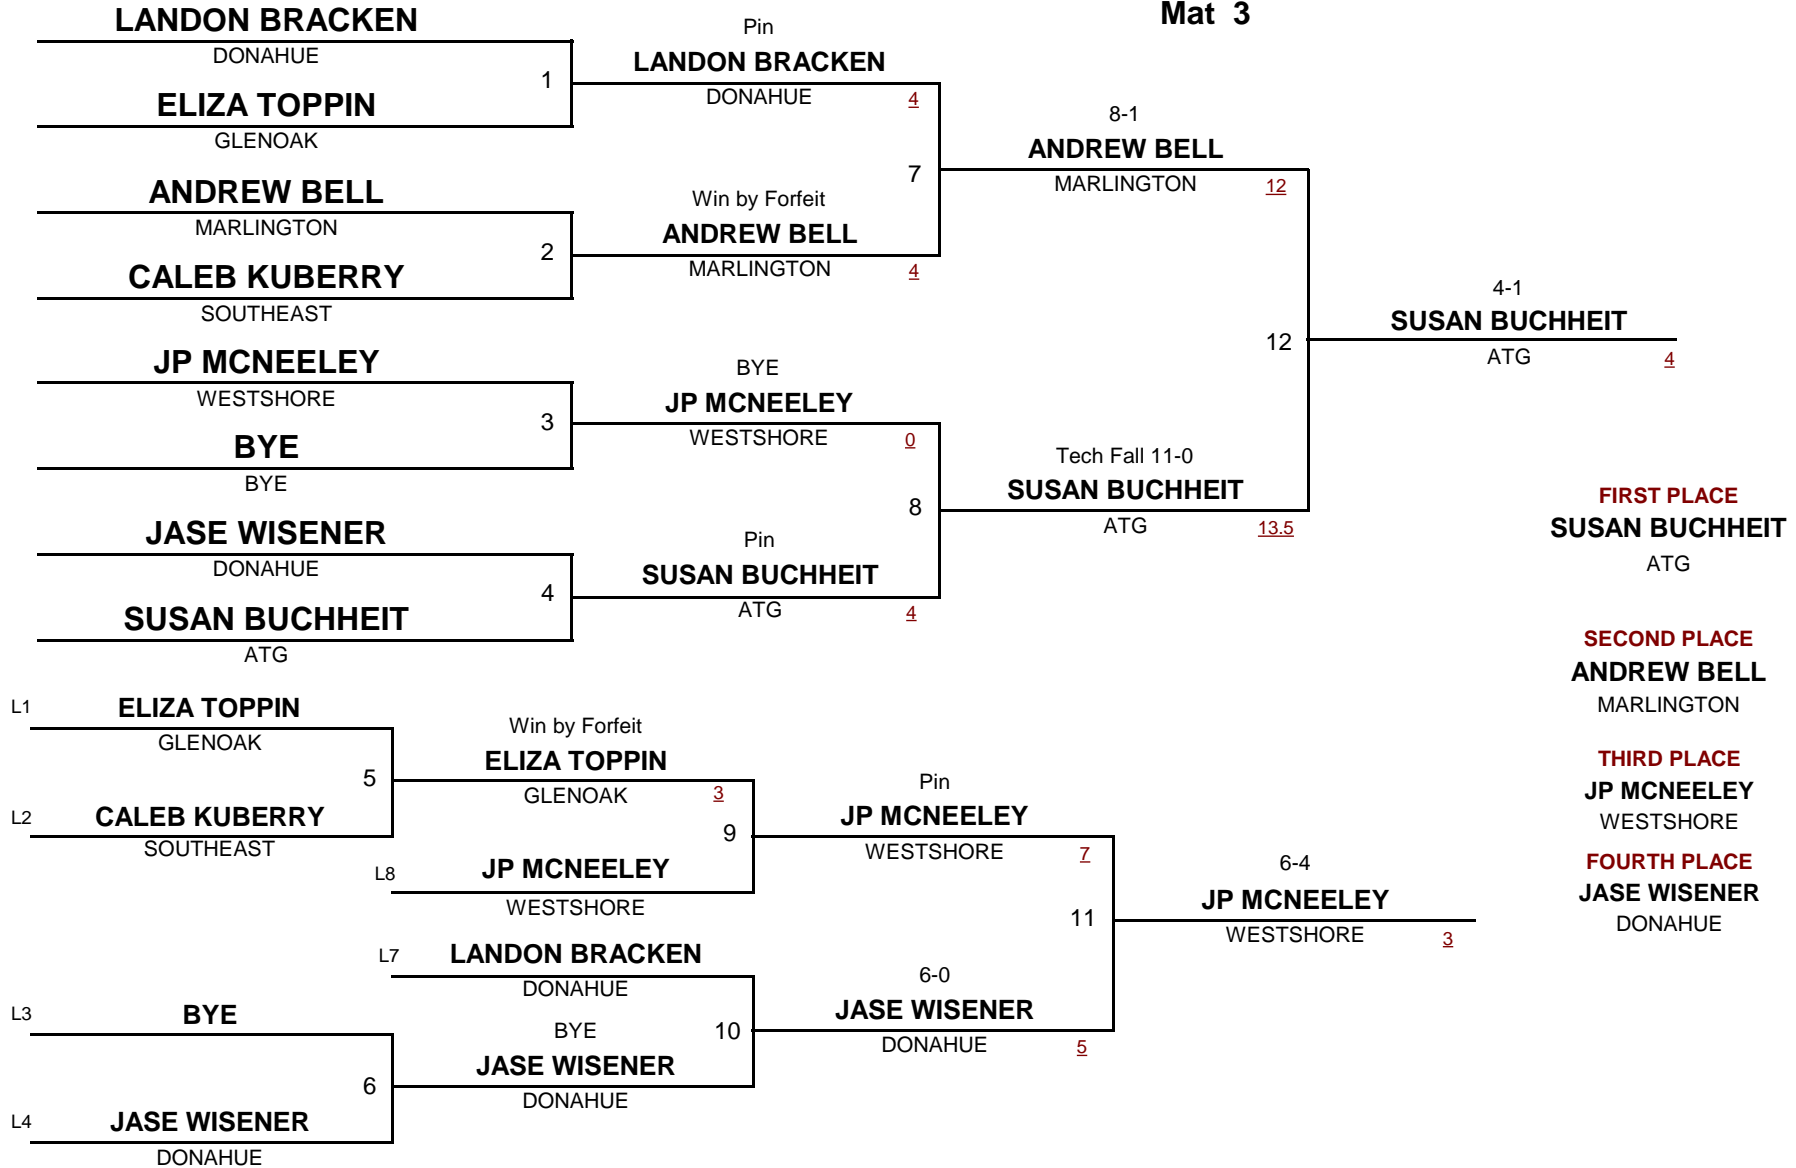 Mat 3
LANDON BRACKEN
DONAHUE
1
ELIZA TOPPIN
GLENOAK
Pin
LANDON BRACKEN
DONAHUE
4
ANDREW BELL
MARLINGTON
2
CALEB KUBERRY
SOUTHEAST
Win by Forfeit
ANDREW BELL
MARLINGTON
4
7
8-1
ANDREW BELL
MARLINGTON
12
JP MCNEELEY
WESTSHORE
3
BYE
BYE
BYE
JP MCNEELEY
WESTSHORE
0
JASE WISENER
DONAHUE
4
SUSAN BUCHHEIT
ATG
Pin
SUSAN BUCHHEIT
ATG
4
8
Tech Fall 11-0
SUSAN BUCHHEIT
ATG
13.5
12
4-1
SUSAN BUCHHEIT
ATG
4
FIRST PLACE
SUSAN BUCHHEIT
ATG
SECOND PLACE
ANDREW BELL
MARLINGTON
THIRD PLACE
JP MCNEELEY
WESTSHORE
FOURTH PLACE
JASE WISENER
DONAHUE
L1
ELIZA TOPPIN
GLENOAK
5
L2
CALEB KUBERRY
SOUTHEAST
Win by Forfeit
ELIZA TOPPIN
GLENOAK
3
9
L8
JP MCNEELEY
WESTSHORE
Pin
JP MCNEELEY
WESTSHORE
7
L7
LANDON BRACKEN
DONAHUE
L3
BYE
6
L4
JASE WISENER
DONAHUE
BYE
JASE WISENER
DONAHUE
10
6-0
JASE WISENER
DONAHUE
5
11
6-4
JP MCNEELEY
WESTSHORE
3